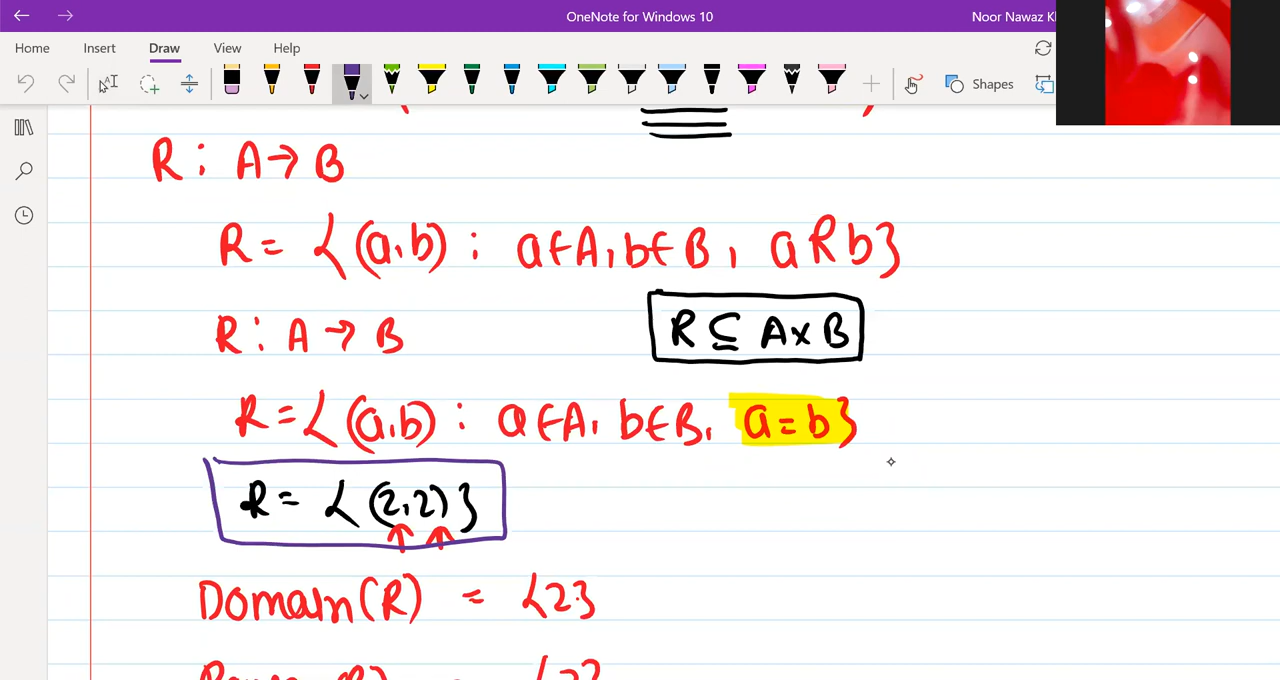 OneNote for Windows 10
Noor Nawaz
Home Insert Draw View Help
Shapes
R : A → B
R = {(a,b) : a∈A, b∈B, aRb}
R : A → B
R ⊆ A×B
R = {(a,b) : a∈A, b∈B, a=b}
R = {(2,2)}
Domain(R) = {2}